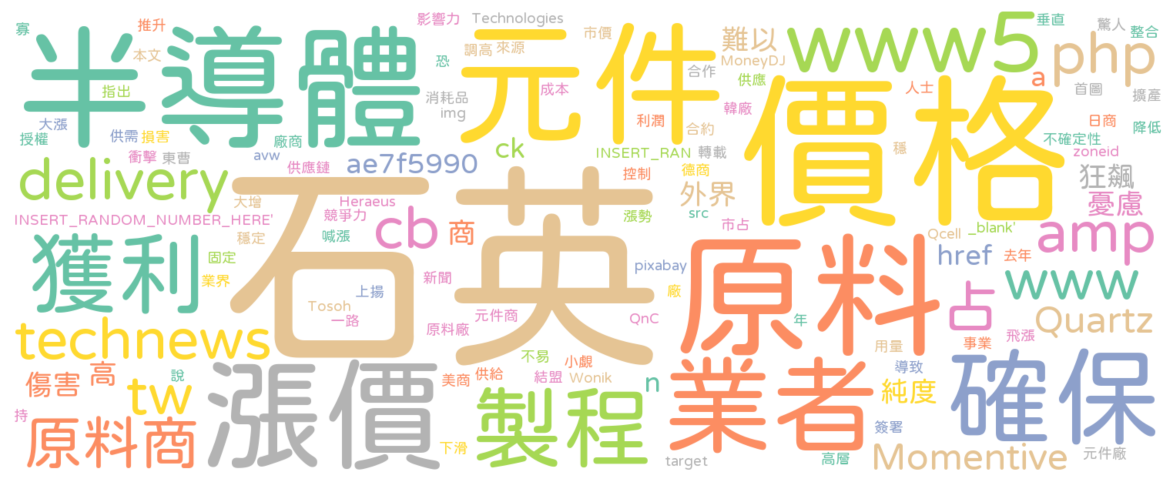 寡
推升
影響力
Technologies
市價
垂直
驚人
整合
半導體
本文
恐
調高
來源
元件
難以
MoneyDJ
www5
php
指出
消耗品
img
成本
合作
供應
a
人士
首圖
擴產
大漲
授權
供需
損害
廠商
利潤
合約
韓廠
價格
日商
不確定性
降低
衝擊
東曹
avw
供應鏈
ae7f5990
ck
INSERT_RAN
轉載
穩
zoneid
delivery
石英
控制
德商
外界
狂飆
憂慮
INSERT_RANDOM_NUMBER_HERE'
大增
Heraeus
競爭力
cb
商
漲勢
src
市占
Qcell
_blank'
amp
獲利
穩定
喊漲
固定
業界
新聞
pixabay
原料
href
去年
www
上揚
Tosoh
一路
原料廠
元件商
QnC
廠
年
占
飛漲
Quartz
technews
不易
小覷
用量
事業
傷害
高
說
tw
漲價
美商
供給
結盟
Wonik
n
業者
導致
純度
確保
持
原料商
製程
下滑
target
簽署
高層
Momentive
元件廠